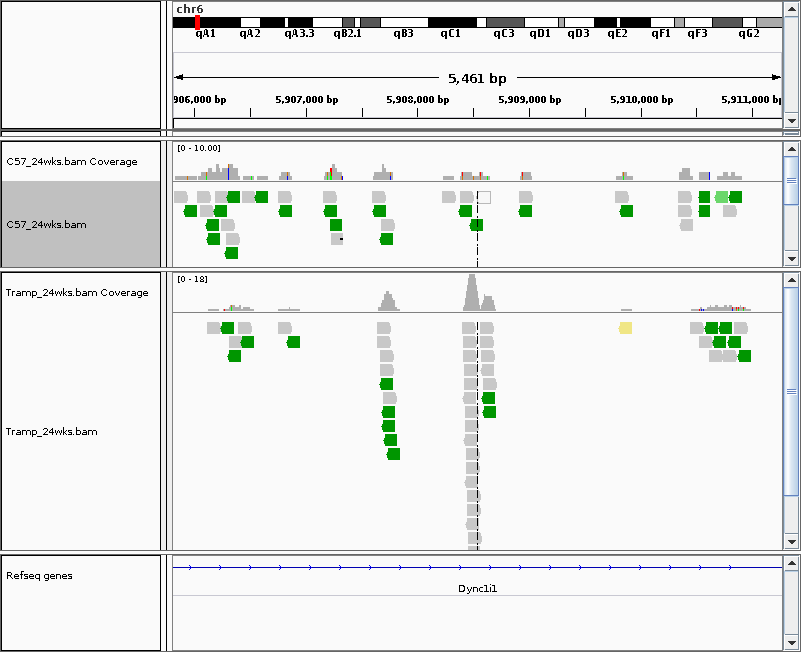 chr6
qA1 qA2 qA3.3 qB2.1 qB3 qC1 qC3 qD1 qD3 qE2 qF1 qF3 qG2
5,461 bp
906,000 bp 5,907,000 bp 5,908,000 bp 5,909,000 bp 5,910,000 bp 5,911,000 b
[0 - 10.00]
C57_24wks.bam Coverage
C57_24wks.bam
[0 - 18]
Tramp_24wks.bam Coverage
Tramp_24wks.bam
Refseq genes
Dync1i1